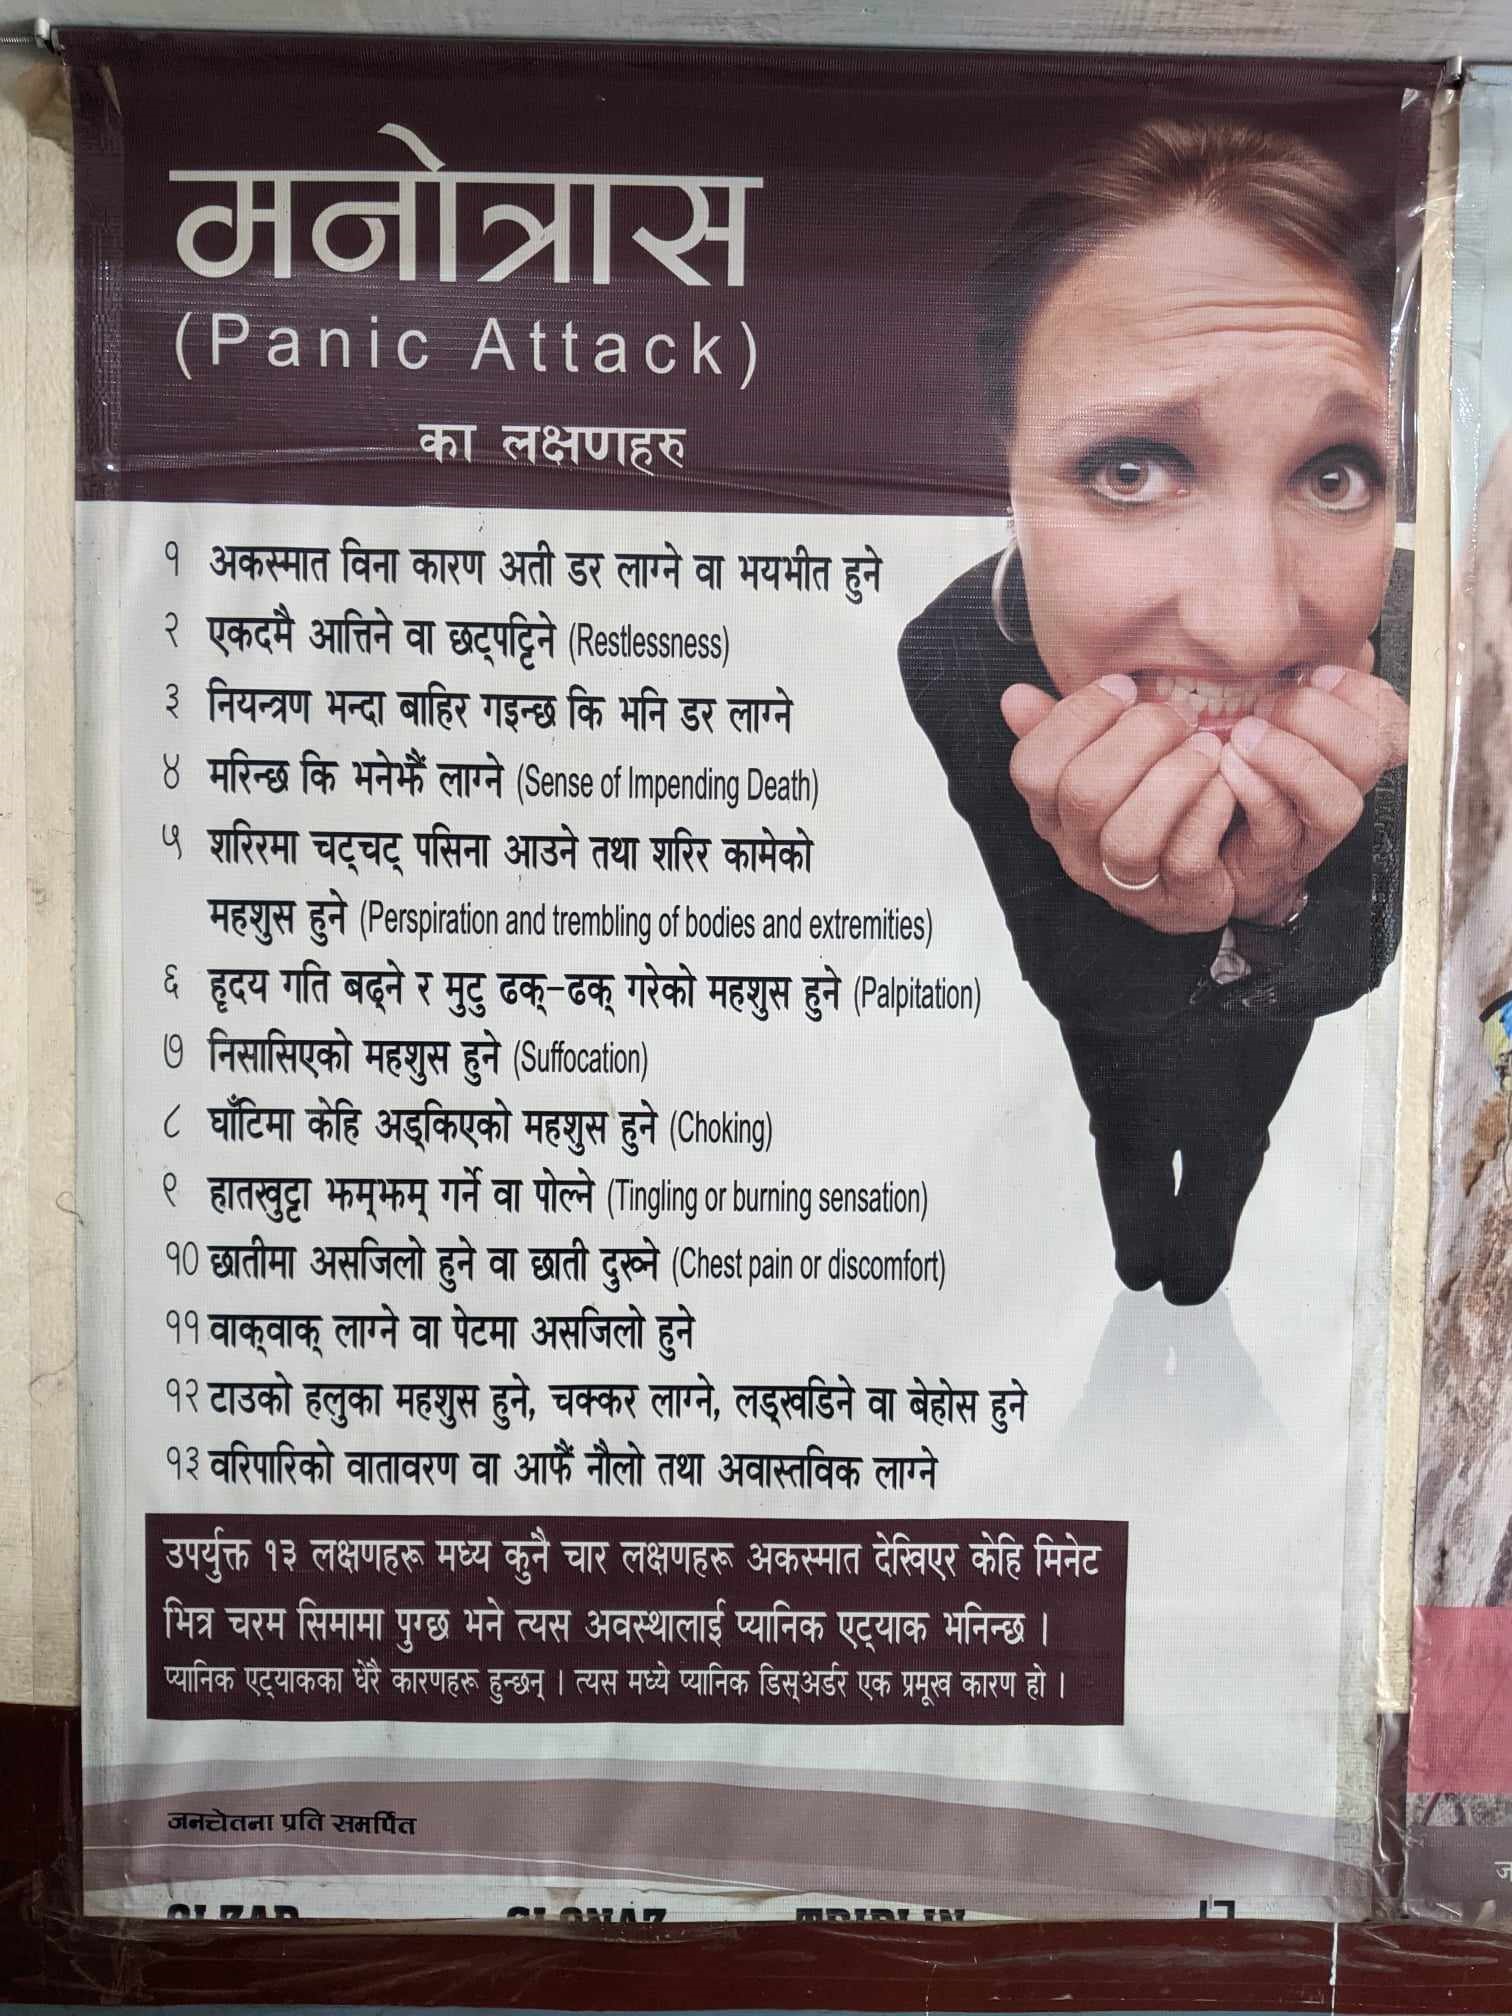 मनोत्रास
(Panic Attack)
का लक्षणहरु
१ अकस्मात विना कारण अती डर लाग्ने वा भयभीत हुने
२ एकदमै आत्तिने वा छट्पट्टिने (Restlessness)
३ नियन्त्रण भन्दा बाहिर गइन्छ कि भनि डर लाग्ने
४ मरिन्छ कि भनेझैं लाग्ने (Sense of Impending Death)
५ शरिरमा चट्चट् पसिना आउने तथा शरिर कामेको
महशुस हुने (Perspiration and trembling of bodies and extremities)
६ हृदय गति बढ्ने र मुटु ढक्-ढक् गरेको महशुस हुने (Palpitation)
७ निसासिएको महशुस हुने (Suffocation)
८ घाँटिमा केहि अड्किएको महशुस हुने (Choking)
९ हातखुट्टा झम्झम् गर्ने वा पोल्ने (Tingling or burning sensation)
१० छातीमा असजिलो हुने वा छाती दुख्ने (Chest pain or discomfort)
११ वाक्वाक् लाग्ने वा पेटमा असजिलो हुने
१२ टाउको हलुका महशुस हुने, चक्कर लाग्ने, लड्खडिने वा बेहोस हुने
१३ वरिपारिको वातावरण वा आफैं नौलो तथा अवास्तविक लाग्ने
उपर्युक्त १३ लक्षणहरू मध्य कुनै चार लक्षणहरू अकस्मात देखिएर केहि मिनेट
भित्र चरम सिमामा पुग्छ भने त्यस अवस्थालाई प्यानिक एट्याक भनिन्छ ।
प्यानिक एट्याकका धेरै कारणहरू हुन्छन् । त्यस मध्ये प्यानिक डिस्अर्डर एक प्रमूख कारण हो ।
जनचेतना प्रति समर्पित